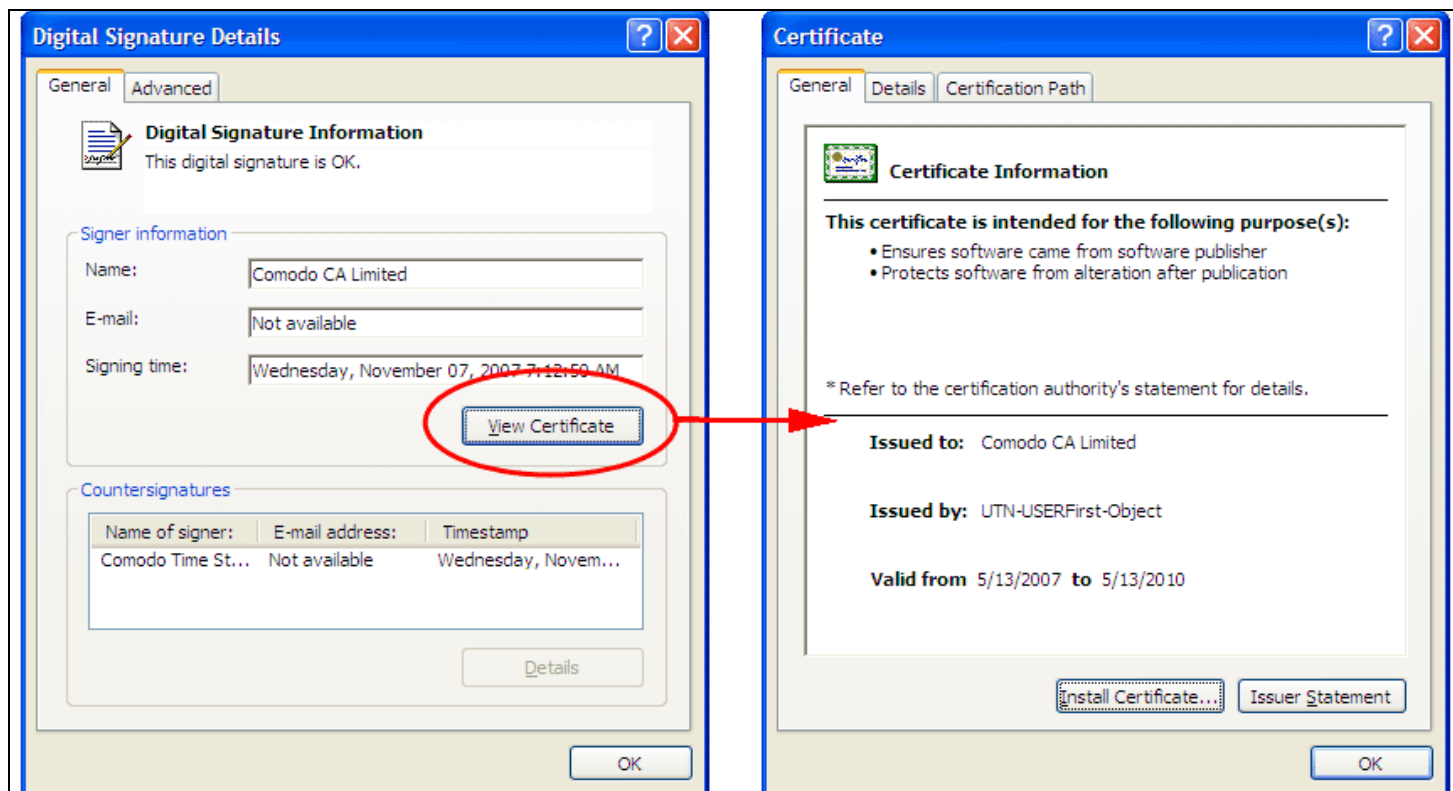 Digital Signature Details
General
Advanced
Digital Signature Information
This digital signature is OK.
Signer information
Name:
Comodo CA Limited
E-mail:
Not available
Signing time:
Wednesday, November 07, 2007 7:12:50 AM
View Certificate
Countersignatures
Name of signer: E-mail address: Timestamp
Comodo Time St... Not available Wednesday, Novem...
Details
OK
Certificate
General
Details
Certification Path
Certificate Information
This certificate is intended for the following purpose(s):
• Ensures software came from software publisher
• Protects software from alteration after publication
* Refer to the certification authority's statement for details.
Issued to: Comodo CA Limited
Issued by: UTN-USERFirst-Object
Valid from 5/13/2007 to 5/13/2010
Install Certificate...
Issuer Statement
OK